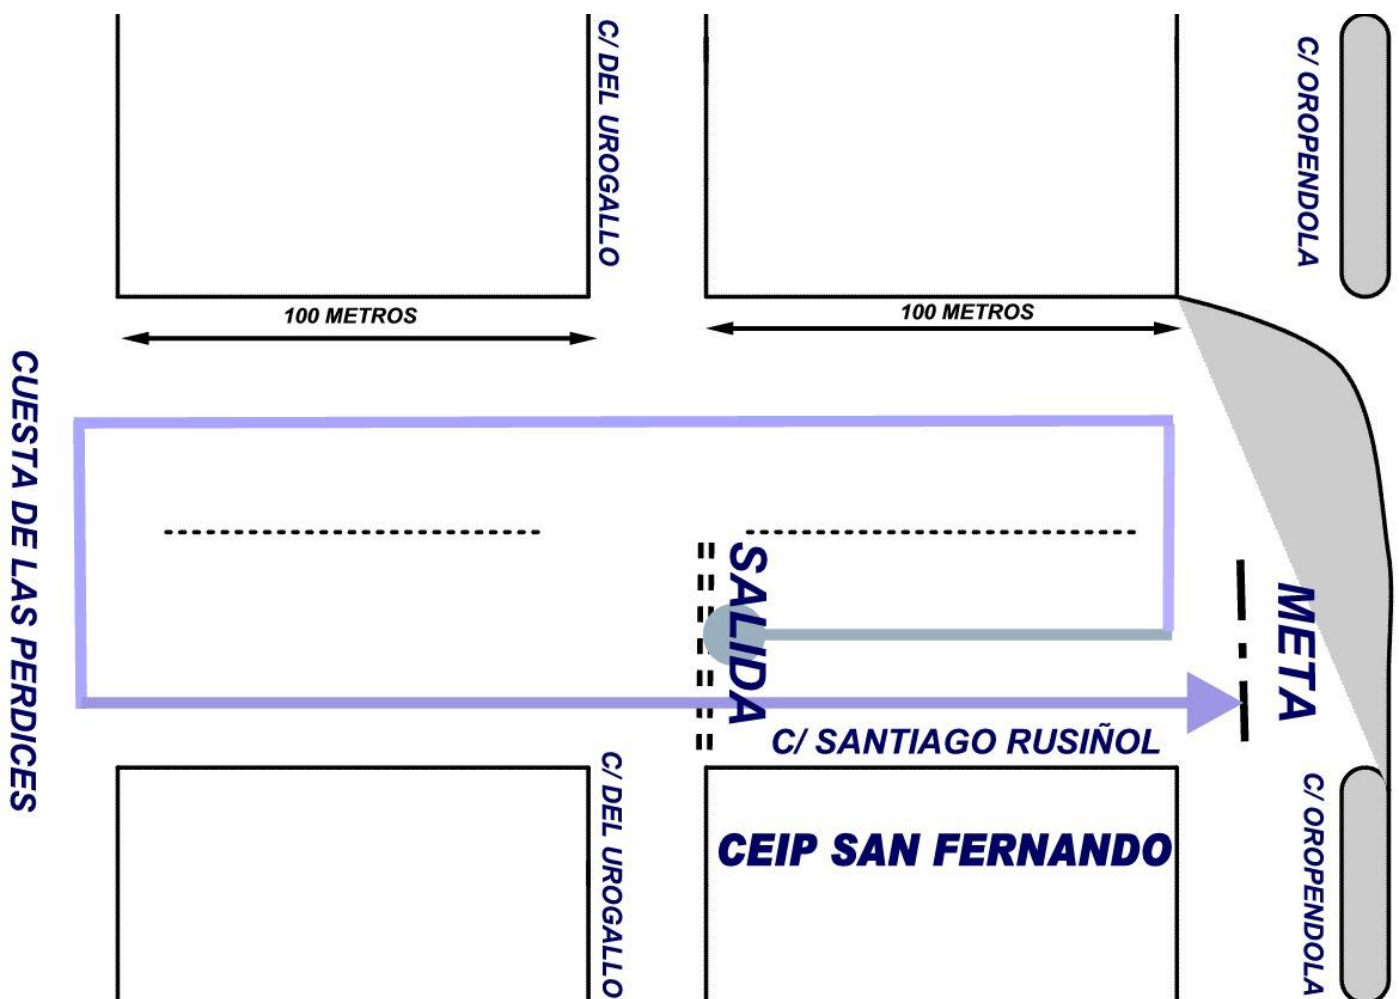 C/ DEL UROGALLO
C/ OROPENDOLA
100 METROS
100 METROS
CUESTA DE LAS PERDICES
SALIDA
META
C/ SANTIAGO RUSIÑOL
C/ DEL UROGALLO
CEIP SAN FERNANDO
C/ OROPENDOLA